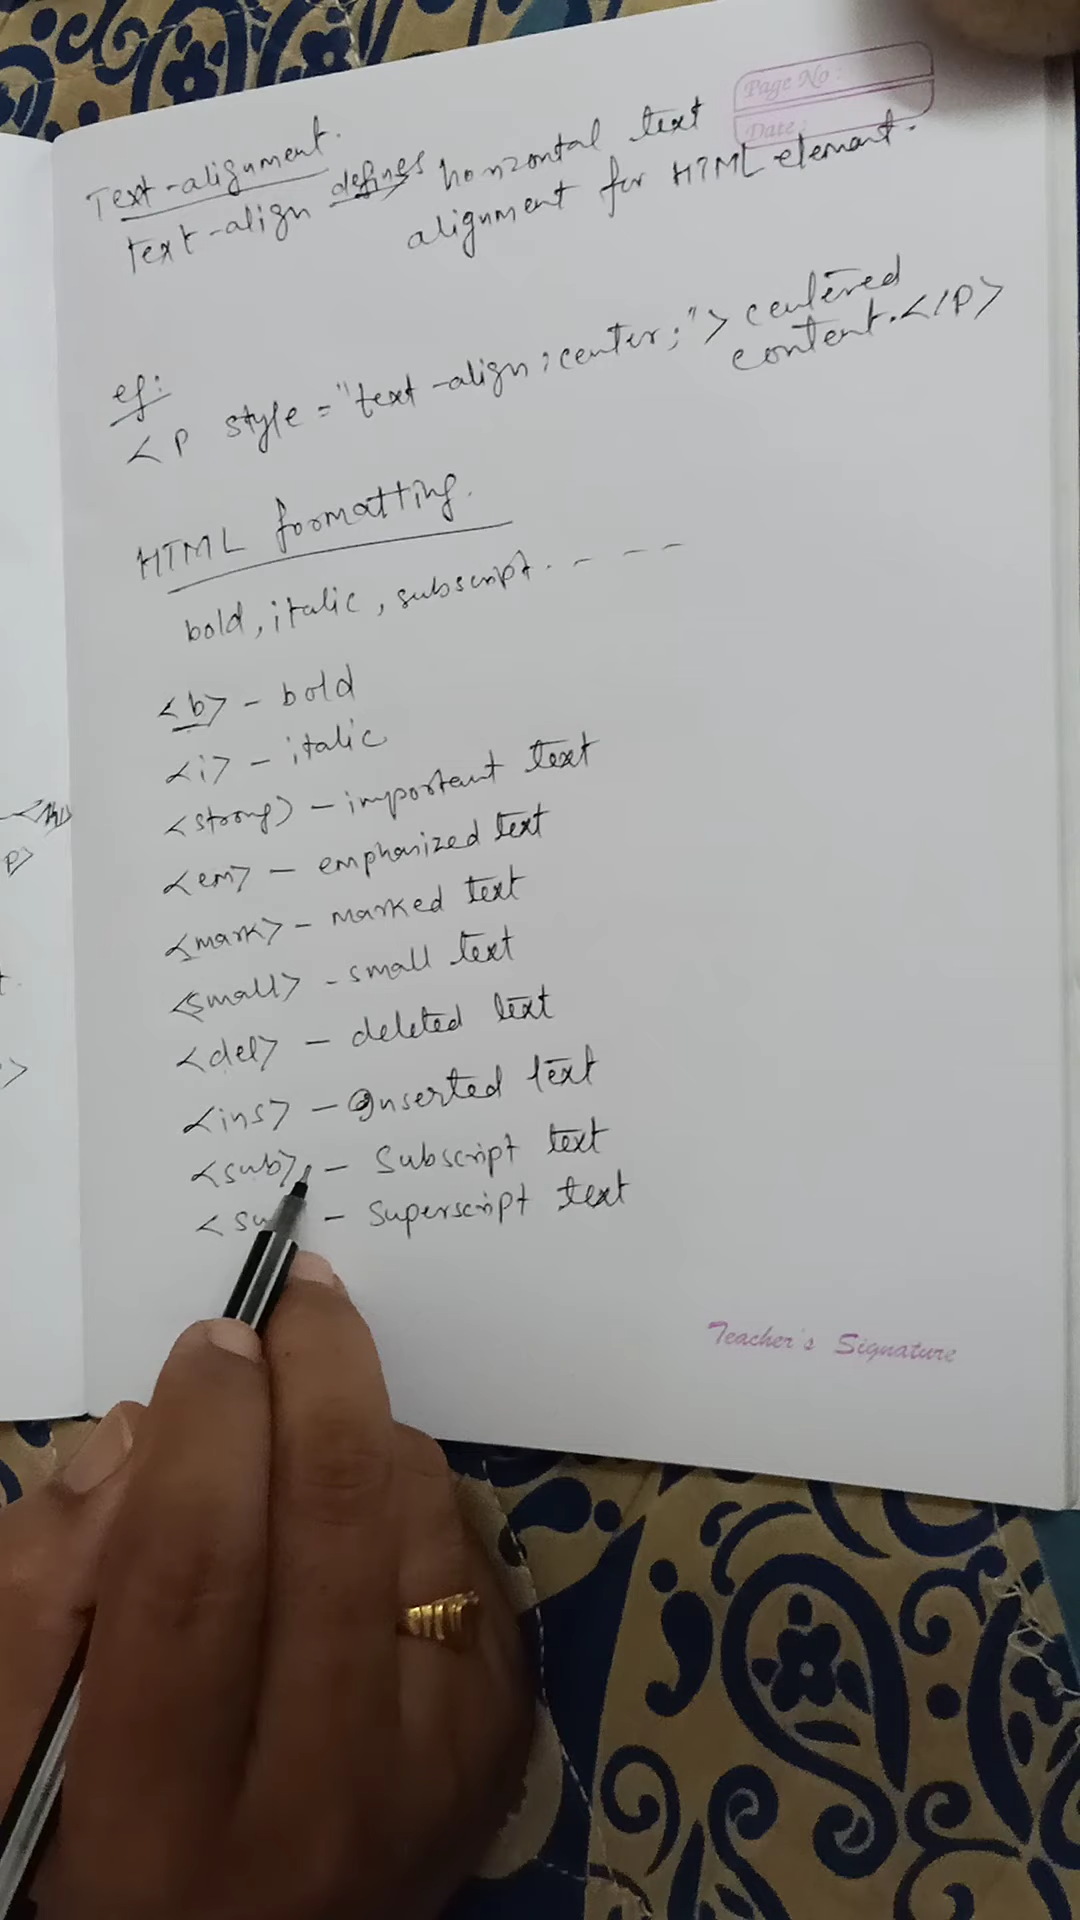 Page No :
Date :
Text-alignment.
text-align defines horizontal text
alignment for HTML element.
eg:
<p style="text-align:center;"> centered
content.</p>
HTML formatting.
bold, italic, subscript. - - - -
<b> - bold
<i> - italic
<strong> - important text
<em> - emphasized text
<mark> - marked text
<small> - small text
<del> - deleted text
<ins> - Inserted text
<sub> - Subscript text
<su - Superscript text
Teacher's Signature
p>